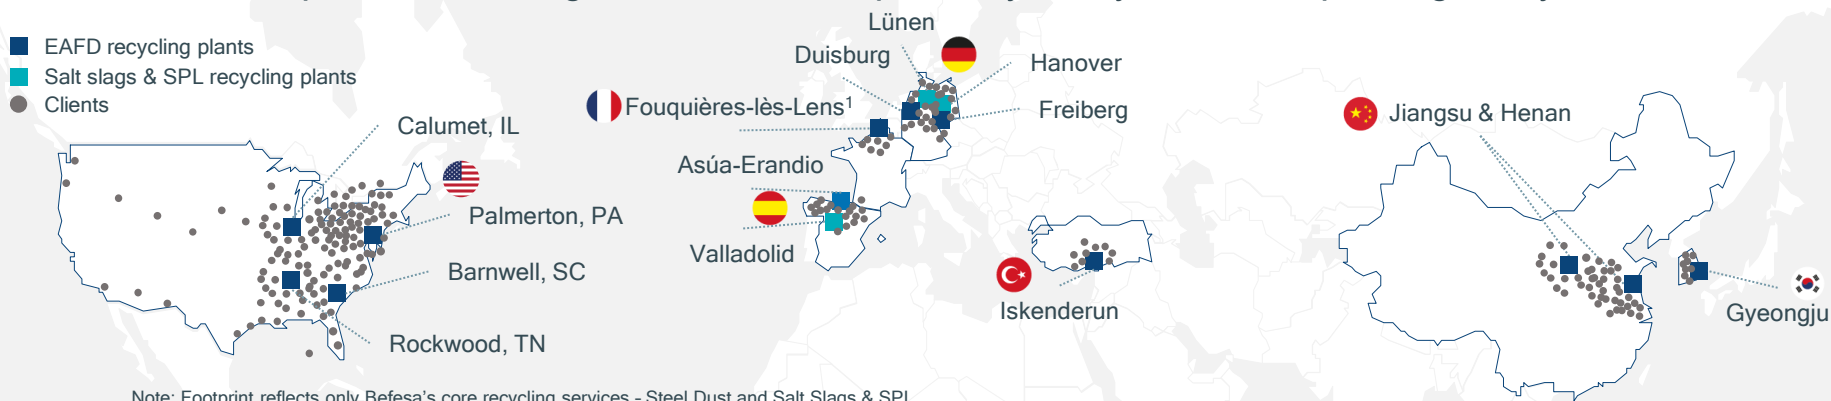 EAFD recycling plants
Salt slags & SPL recycling plants
Clients
Calumet, IL
Palmerton, PA
Barnwell, SC
Rockwood, TN
Lünen
Duisburg
Hanover
Fouquières-lès-Lens¹
Freiberg
Asúa-Erandio
Valladolid
Iskenderun
Jiangsu & Henan
Gyeongju
Note: Footprint reflects only Befesa's core recycling services - Steel Dust and Salt Slags & SPL